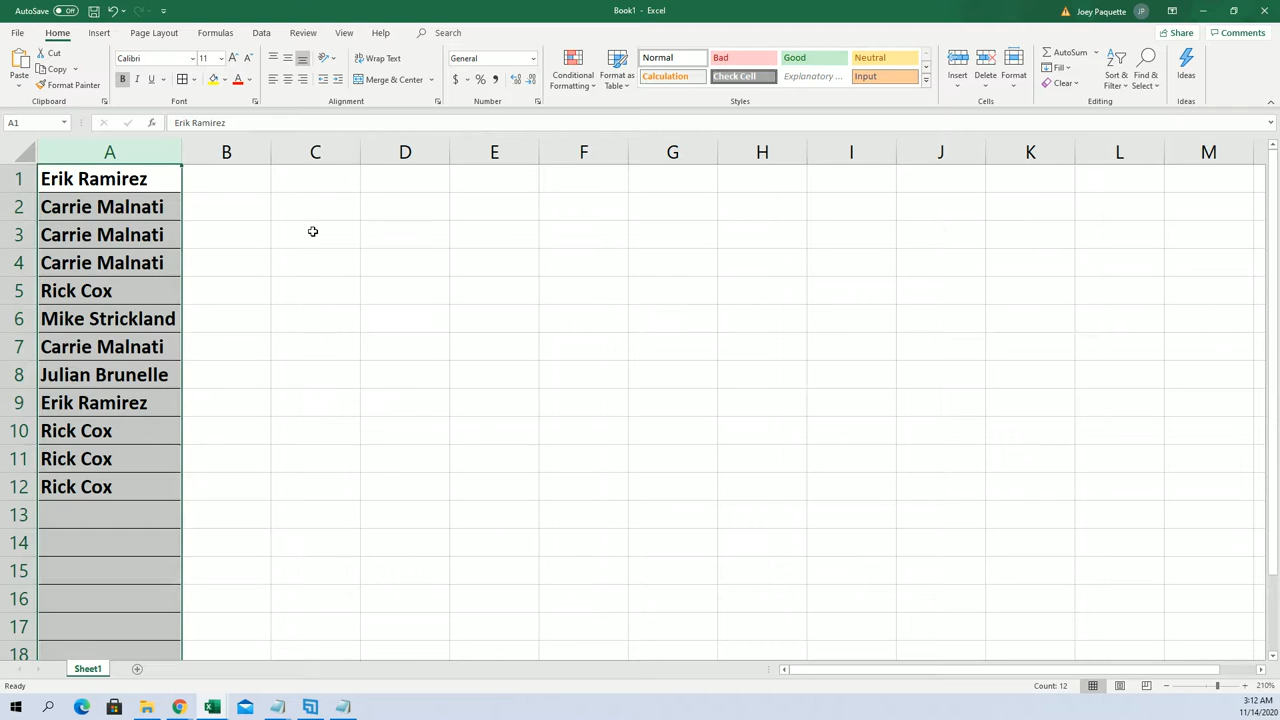 AutoSave Off Book1 - Excel Joey Paquette JP
File Home Insert Page Layout Formulas Data Review View Help Search Share Comments
Cut Calibri 11 Wrap Text General Normal Bad Good Neutral AutoSum
Copy Fill
Paste Format Painter B I U Merge & Center $ % Conditional Formatting Format as Table Calculation Check Cell Explanatory ... Input Insert Delete Format Clear Sort & Filter Find & Select Ideas
Clipboard Font Alignment Number Styles Cells Editing Ideas
A1 fx Erik Ramirez
A B C D E F G H I J K L M
1 Erik Ramirez
2 Carrie Malnati
3 Carrie Malnati
4 Carrie Malnati
5 Rick Cox
6 Mike Strickland
7 Carrie Malnati
8 Julian Brunelle
9 Erik Ramirez
10 Rick Cox
11 Rick Cox
12 Rick Cox
13
14
15
16
17
18
Sheet1
Ready Count: 12 210%
3:12 AM
11/14/2020